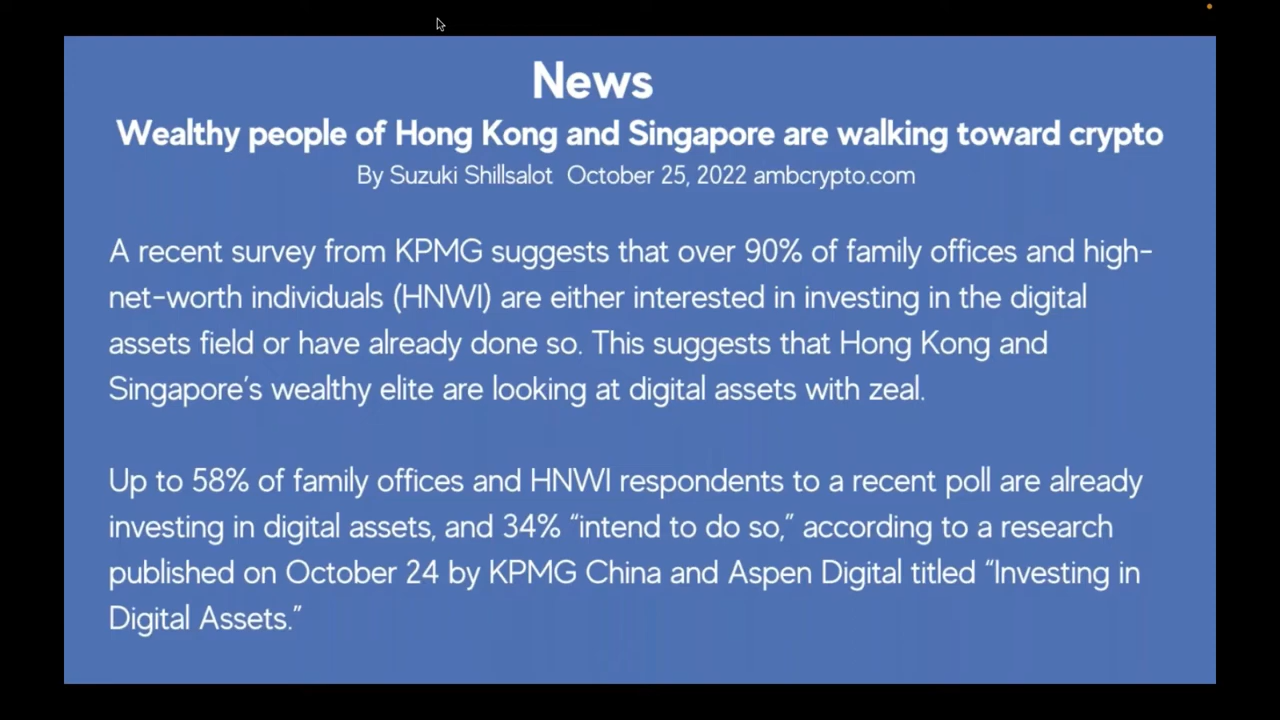 News
Wealthy people of Hong Kong and Singapore are walking toward crypto
By Suzuki Shillsalot  October 25, 2022 ambcrypto.com
A recent survey from KPMG suggests that over 90% of family offices and high-
net-worth individuals (HNWI) are either interested in investing in the digital
assets field or have already done so. This suggests that Hong Kong and
Singapore's wealthy elite are looking at digital assets with zeal.
Up to 58% of family offices and HNWI respondents to a recent poll are already
investing in digital assets, and 34% “intend to do so,” according to a research
published on October 24 by KPMG China and Aspen Digital titled “Investing in
Digital Assets.”